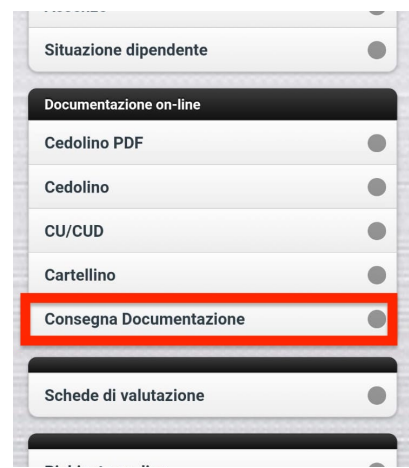 Situazione dipendente
Documentazione on-line
Cedolino PDF
Cedolino
CU/CUD
Cartellino
Consegna Documentazione
Schede di valutazione